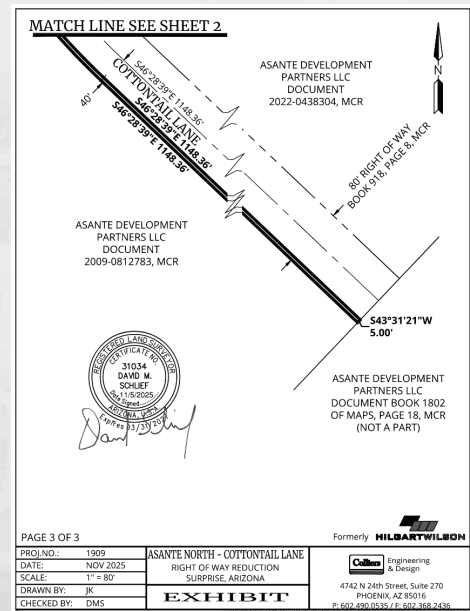 MATCH LINE SEE SHEET 2
ASANTE DEVELOPMENT
PARTNERS LLC
DOCUMENT
2022-0438304, MCR
N
S46°28'39"E 1148.36'
COTTONTAIL LANE
S46°28'39"E 1148.36'
S46°28'39"E 1148.36'
40'
80' RIGHT OF WAY
BOOK 918, PAGE 8, MCR
ASANTE DEVELOPMENT
PARTNERS LLC
DOCUMENT
2009-0812783, MCR
S43°31'21"W
5.00'
REGISTERED LAND SURVEYOR
CERTIFICATE NO.
31034
DAVID M.
SCHLIEF
11/5/2025
Date Signed
ARIZONA, U.S.A.
Expires 03/31/202
ASANTE DEVELOPMENT
PARTNERS LLC
DOCUMENT BOOK 1802
OF MAPS, PAGE 18, MCR
(NOT A PART)
PAGE 3 OF 3
Formerly HILGARTWILSON
PROJ.NO.: 1909
DATE: NOV 2025
SCALE: 1" = 80'
DRAWN BY: JK
CHECKED BY: DMS
ASANTE NORTH - COTTONTAIL LANE
RIGHT OF WAY REDUCTION
SURPRISE, ARIZONA
EXHIBIT
Colliers Engineering
& Design
4742 N 24th Street, Suite 270
PHOENIX, AZ 85016
P: 602.490.0535 / F: 602.368.2436